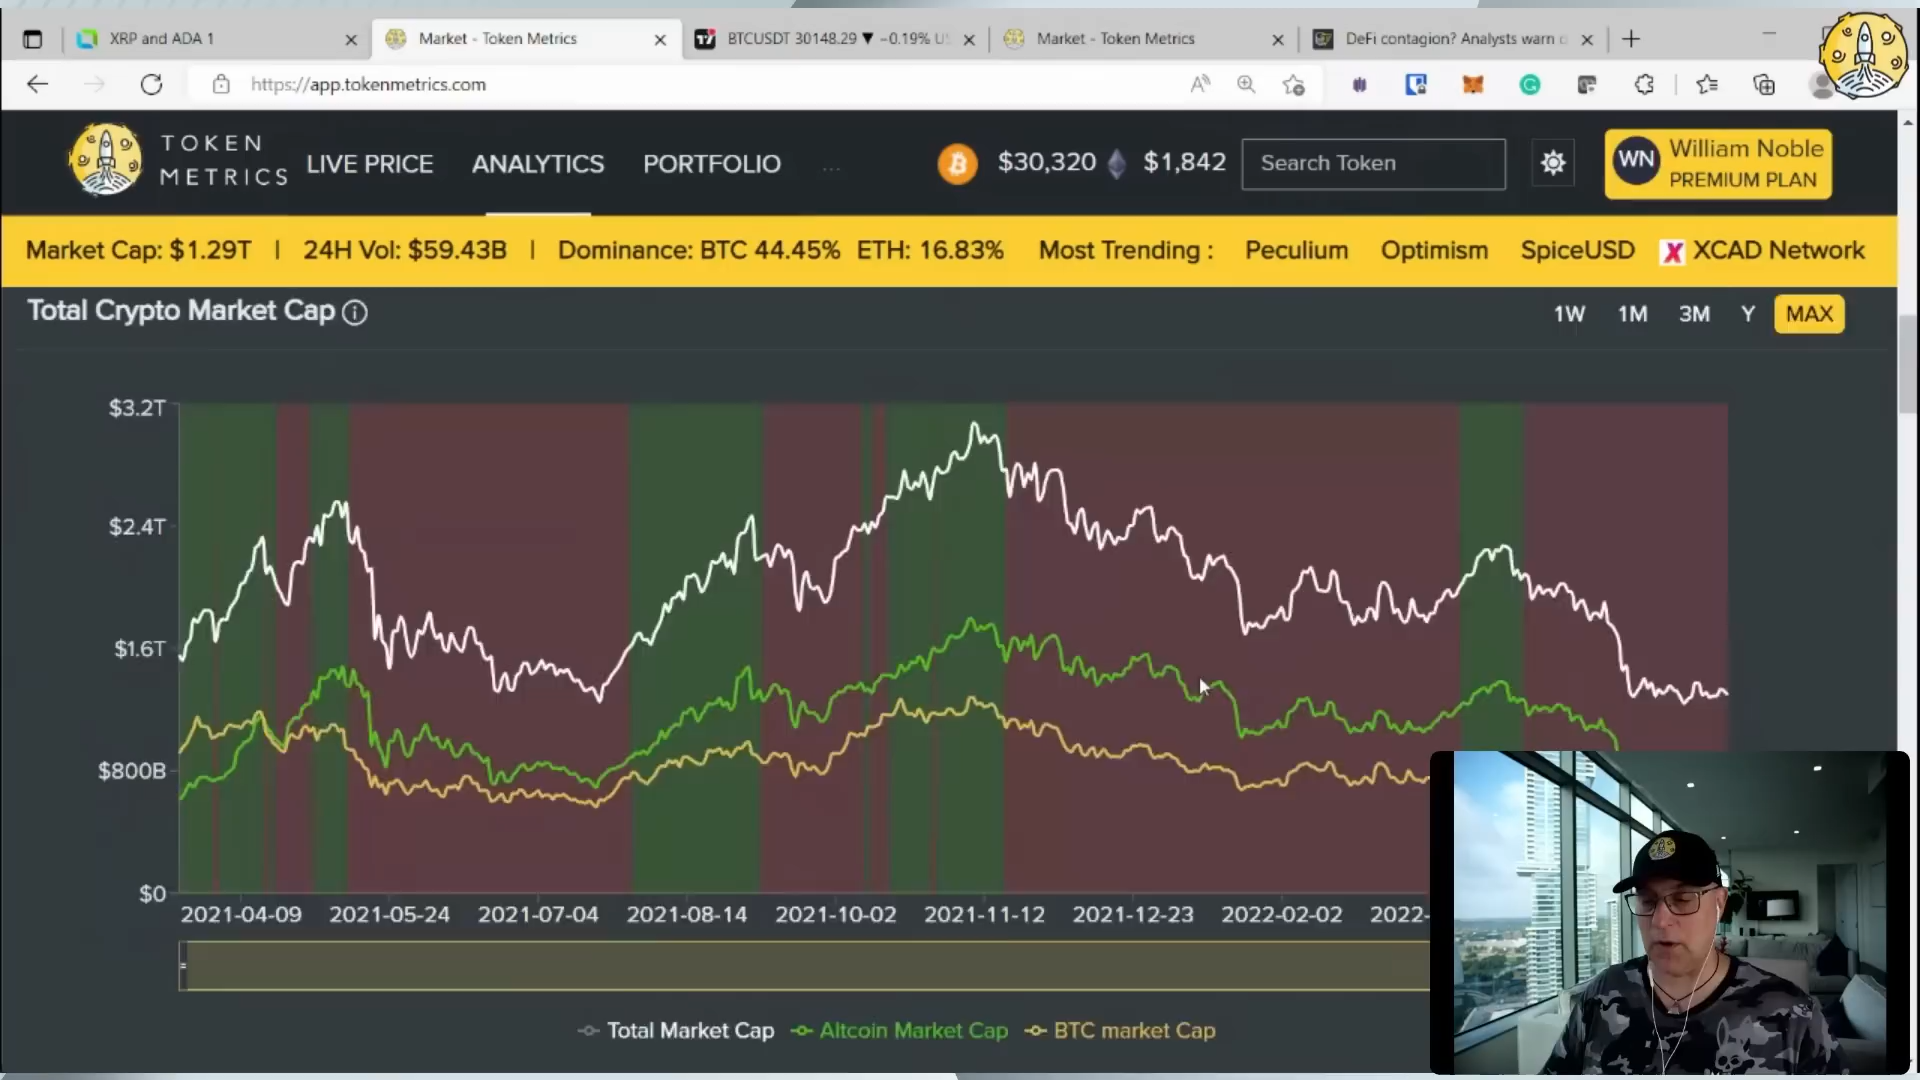 XRP and ADA 1
Market - Token Metrics
BTCUSDT 30148.29 ▼ −0.19%
Market - Token Metrics
DeFi contagion? Analysts warn
https://app.tokenmetrics.com
TOKEN METRICS
LIVE PRICE
ANALYTICS
PORTFOLIO
...
$30,320
$1,842
Search Token
WN
William Noble
PREMIUM PLAN
Market Cap: $1.29T | 24H Vol: $59.43B | Dominance: BTC 44.45% ETH: 16.83% Most Trending : Peculium Optimism SpiceUSD XCAD Network
Total Crypto Market Cap
1W 1M 3M Y MAX
$3.2T
$2.4T
$1.6T
$800B
$0
2021-04-09 2021-05-24 2021-07-04 2021-08-14 2021-10-02 2021-11-12 2021-12-23 2022-02-02 2022-
Total Market Cap Altcoin Market Cap BTC market Cap